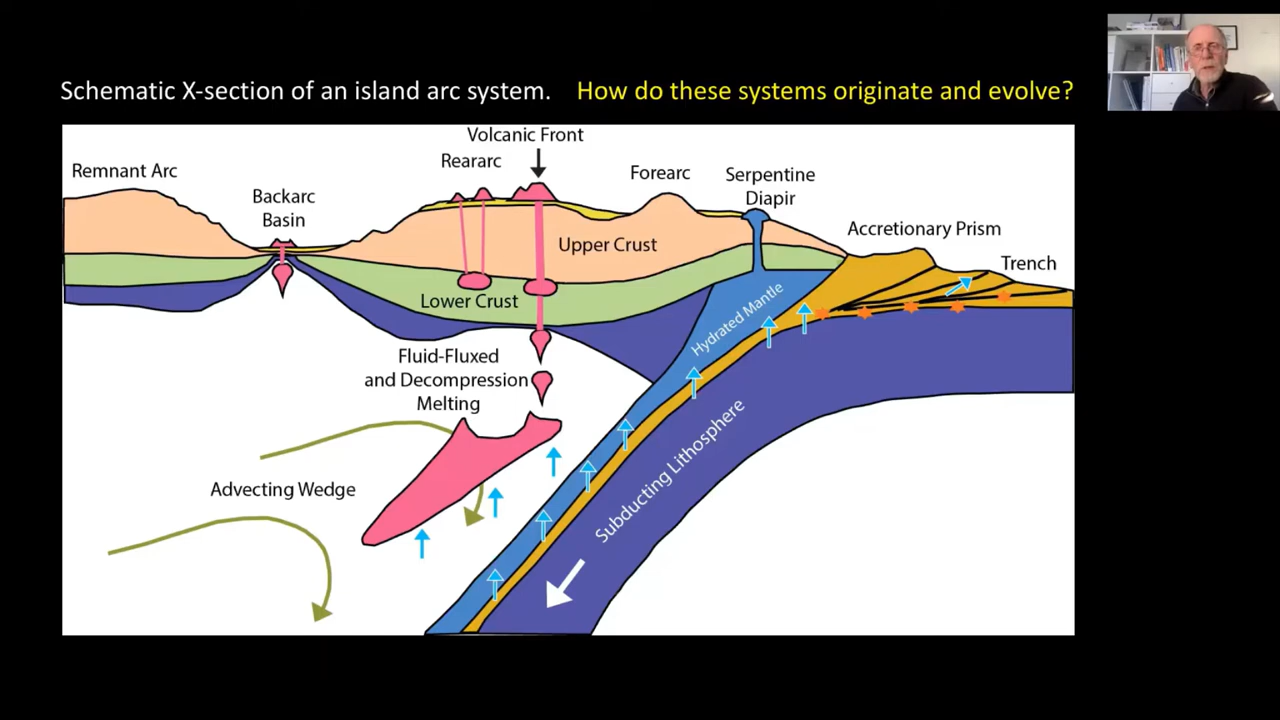 Schematic X-section of an island arc system. How do these systems originate and evolve?
Volcanic Front
Remnant Arc
Reararc
Forearc
Serpentine
Diapir
Backarc
Basin
Accretionary Prism
Upper Crust
Trench
Lower Crust
Hydrated Mantle
Fluid-Fluxed
and Decompression
Melting
Subducting Lithosphere
Advecting Wedge